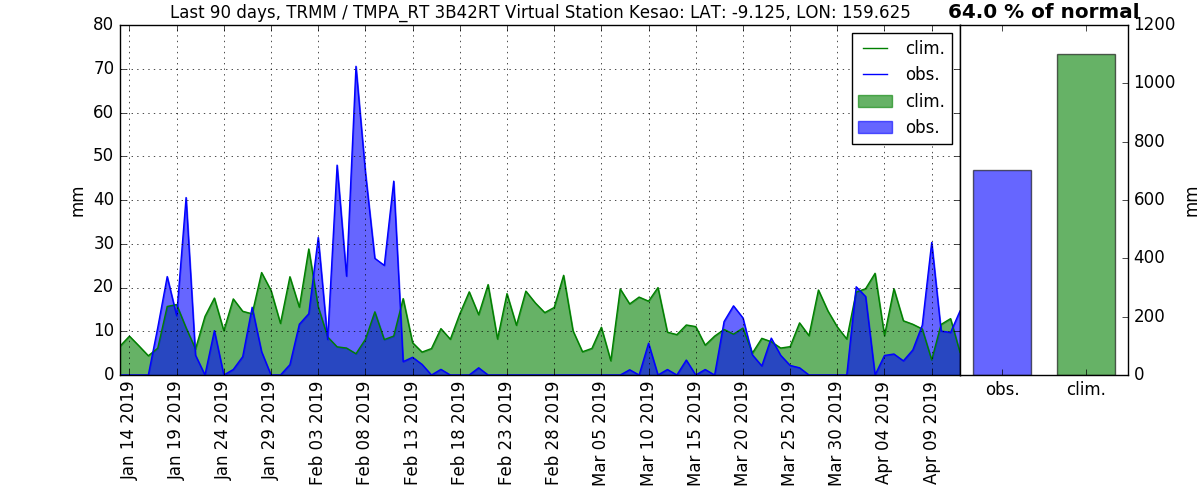 Last 90 days, TRMM / TMPA_RT 3B42RT Virtual Station Kesao: LAT: -9.125, LON: 159.625
64.0 % of normal
80
70
60
50
40
30
20
10
0
mm
clim.
obs.
clim.
obs.
Jan 14 2019
Jan 19 2019
Jan 24 2019
Jan 29 2019
Feb 03 2019
Feb 08 2019
Feb 13 2019
Feb 18 2019
Feb 23 2019
Feb 28 2019
Mar 05 2019
Mar 10 2019
Mar 15 2019
Mar 20 2019
Mar 25 2019
Mar 30 2019
Apr 04 2019
Apr 09 2019
1200
1000
800
600
400
200
0
mm
obs.
clim.